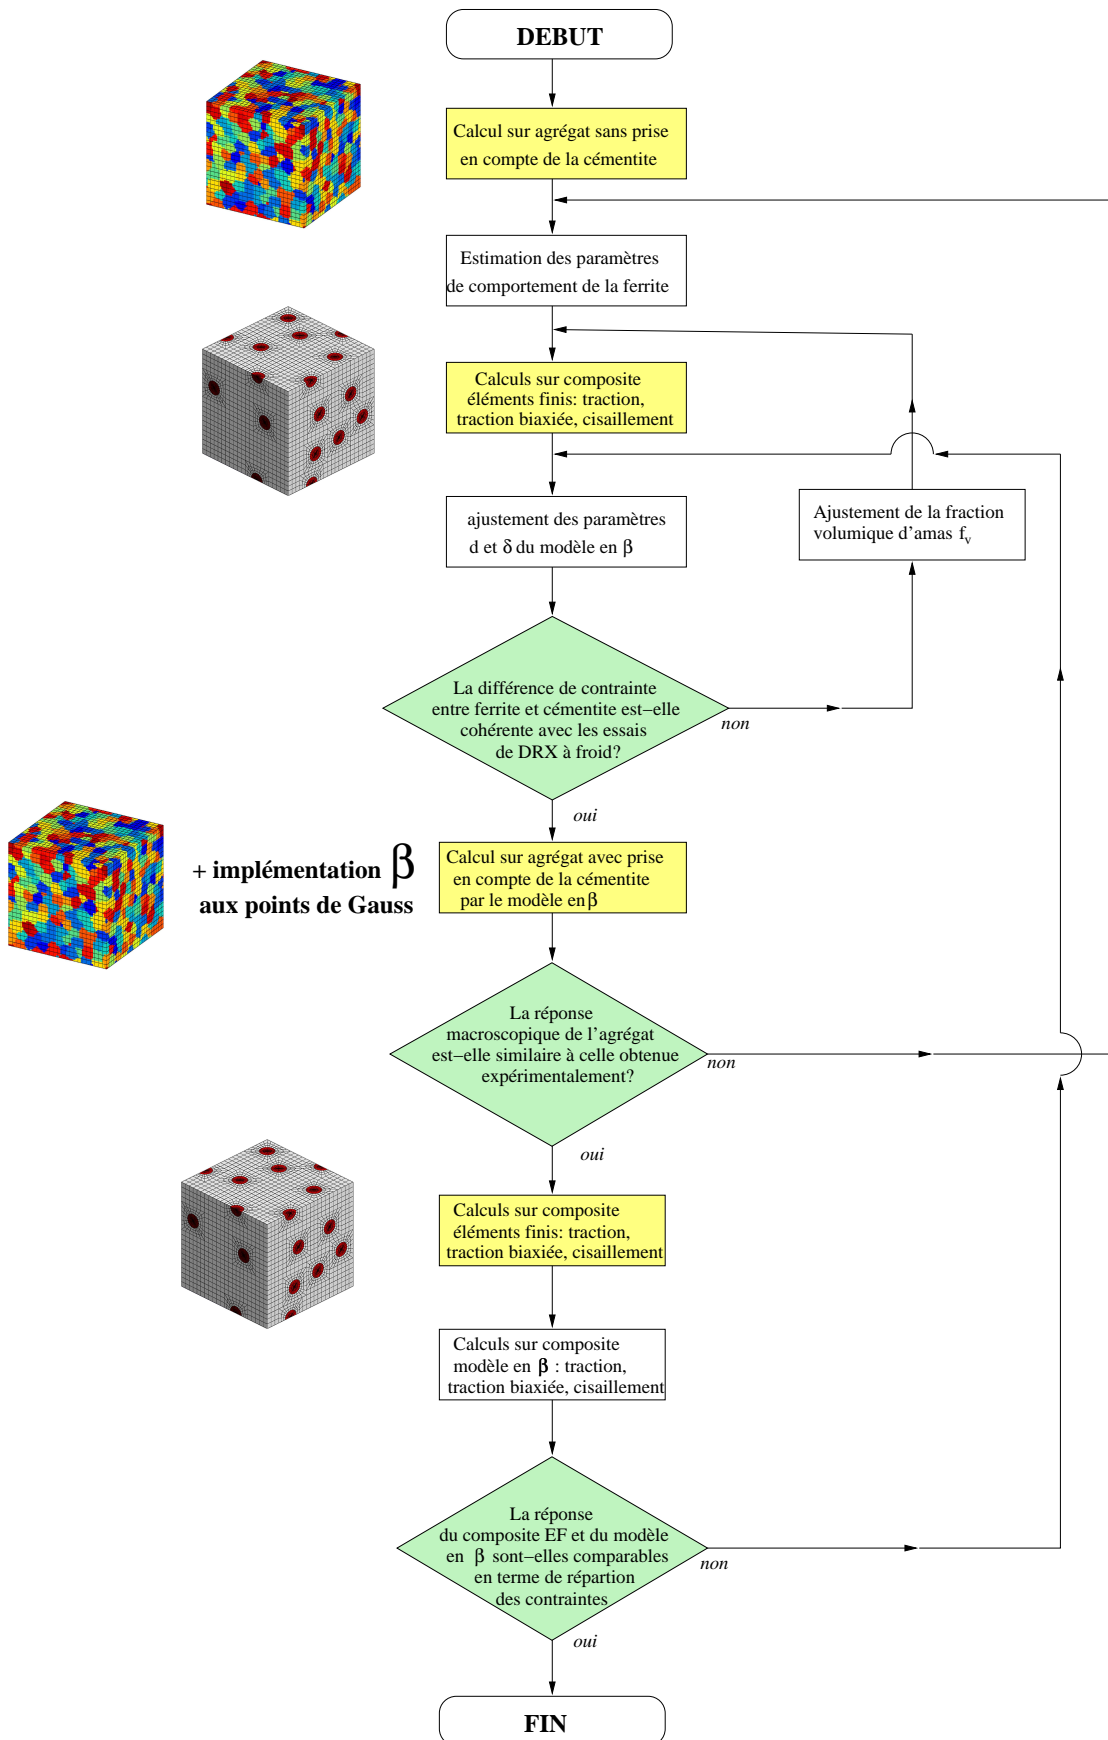 DEBUT
Calcul sur agrégat sans prise
en compte de la cémentite
Estimation des paramètres
de comportement de la ferrite
Calculs sur composite
éléments finis: traction,
traction biaxiée, cisaillement
ajustement des paramètres
d et δ du modèle en β
Ajustement de la fraction
volumique d'amas fv
La différence de contrainte
entre ferrite et cémentite est−elle
cohérente avec les essais
de DRX à froid?
non
oui
+ implémentation β
aux points de Gauss
Calcul sur agrégat avec prise
en compte de la cémentite
par le modèle en β
La réponse
macroscopique de l'agrégat
est−elle similaire à celle obtenue
expérimentalement?
non
oui
Calculs sur composite
éléments finis: traction,
traction biaxiée, cisaillement
Calculs sur composite
modèle en β : traction,
traction biaxiée, cisaillement
La réponse
du composite EF et du modèle
en β sont−elles comparables
en terme de répartion
des contraintes
non
oui
FIN